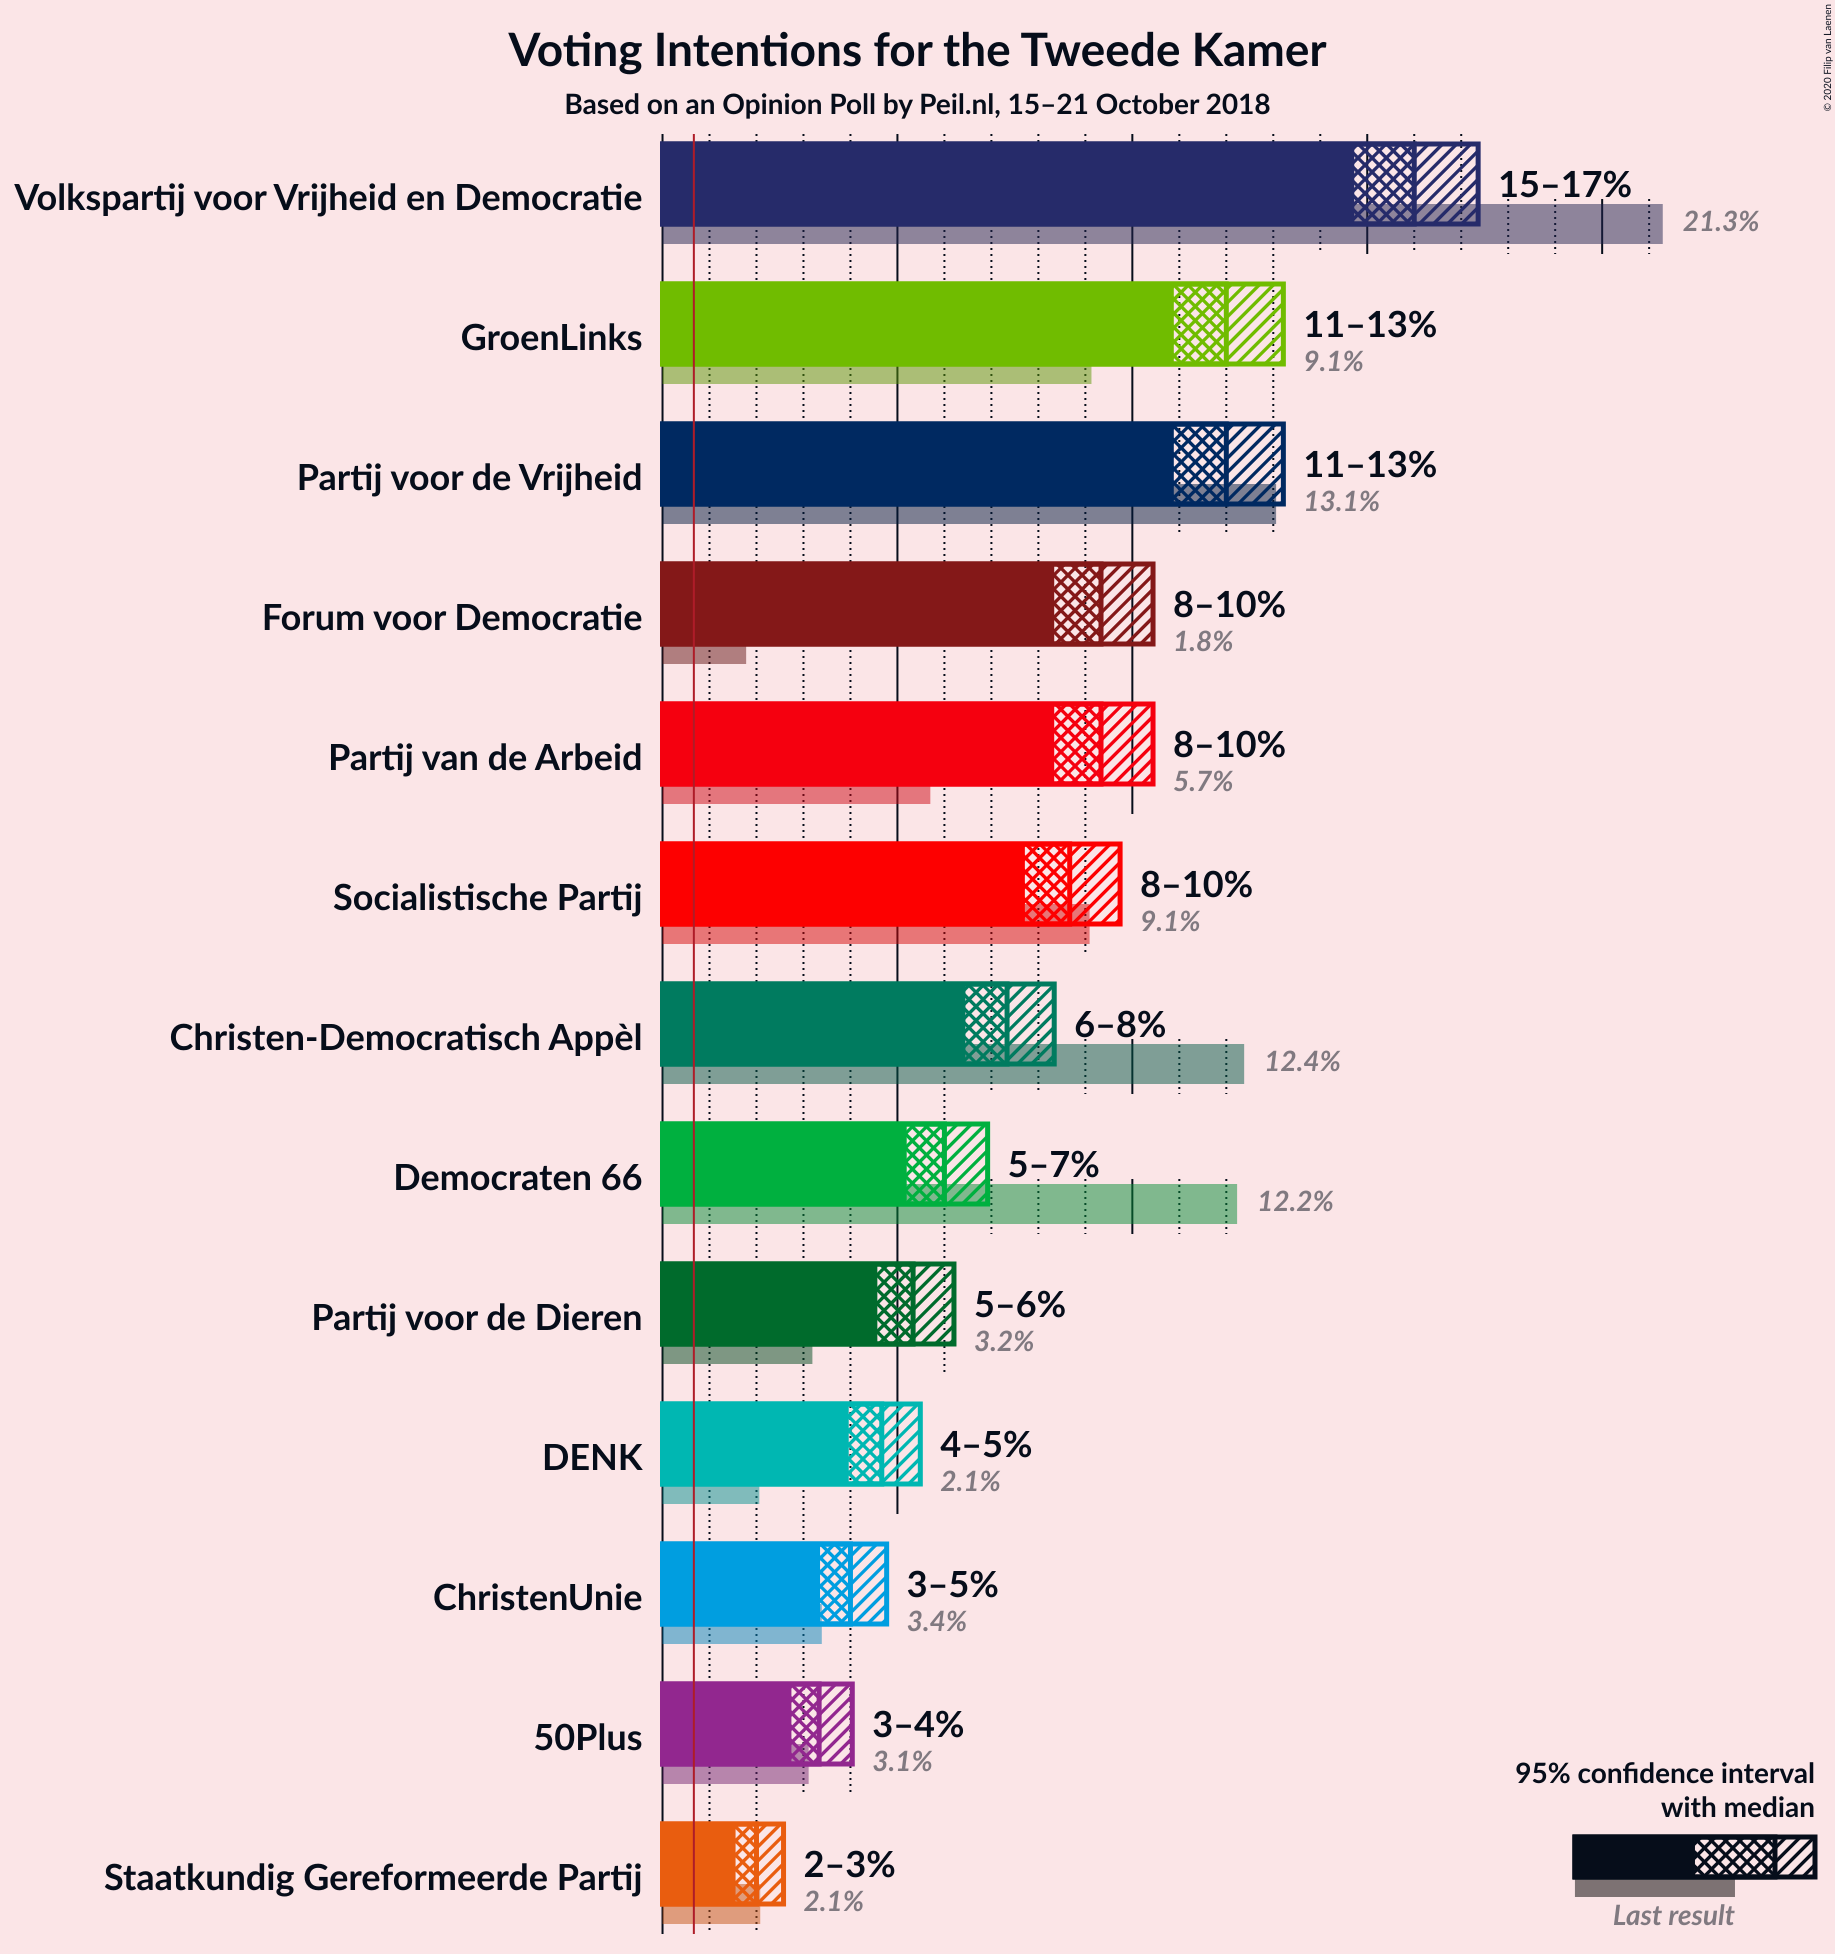 Voting Intentions for the Tweede Kamer
Based on an Opinion Poll by Peil.nl, 15–21 October 2018
© 2020 Filip van Laenen
Volkspartij voor Vrijheid en Democratie
15–17%
21.3%
GroenLinks
11–13%
9.1%
Partij voor de Vrijheid
11–13%
13.1%
Forum voor Democratie
8–10%
1.8%
Partij van de Arbeid
8–10%
5.7%
Socialistische Partij
8–10%
9.1%
Christen-Democratisch Appèl
6–8%
12.4%
Democraten 66
5–7%
12.2%
Partij voor de Dieren
5–6%
3.2%
DENK
4–5%
2.1%
ChristenUnie
3–5%
3.4%
50Plus
3–4%
3.1%
Staatkundig Gereformeerde Partij
2–3%
2.1%
95% confidence interval
with median
Last result